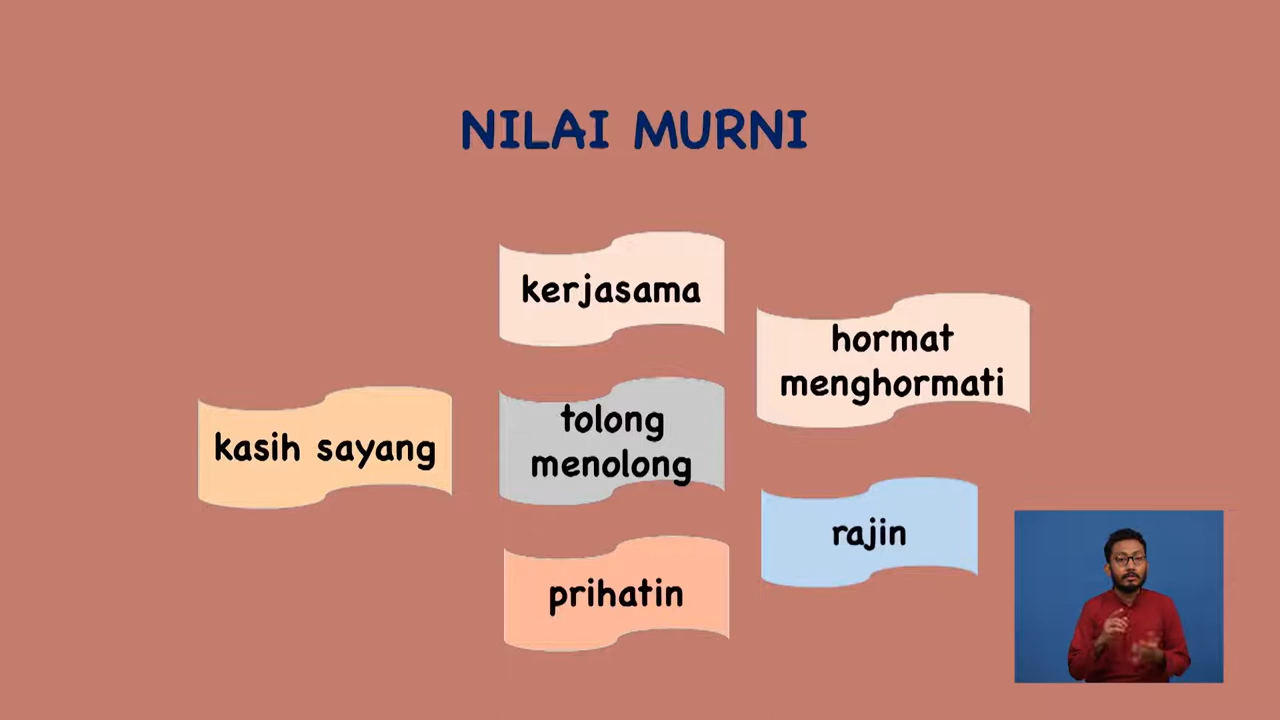 NILAI MURNI
kerjasama
hormat
menghormati
kasih sayang
tolong
menolong
rajin
prihatin